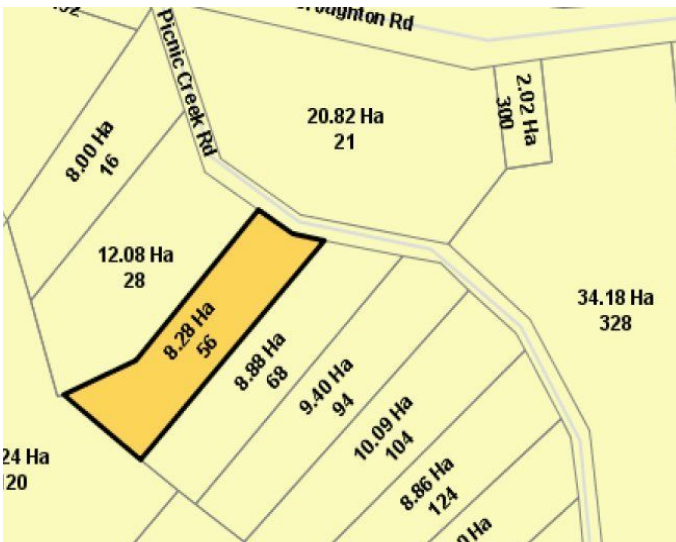 Picnic Creek Rd
20.82 Ha
21
2.02 Ha
300
8.00 Ha
16
12.08 Ha
28
34.18 Ha
328
8.28 Ha
56
8.88 Ha
68
9.40 Ha
94
10.09 Ha
104
24 Ha
120
8.86 Ha
124
Ha